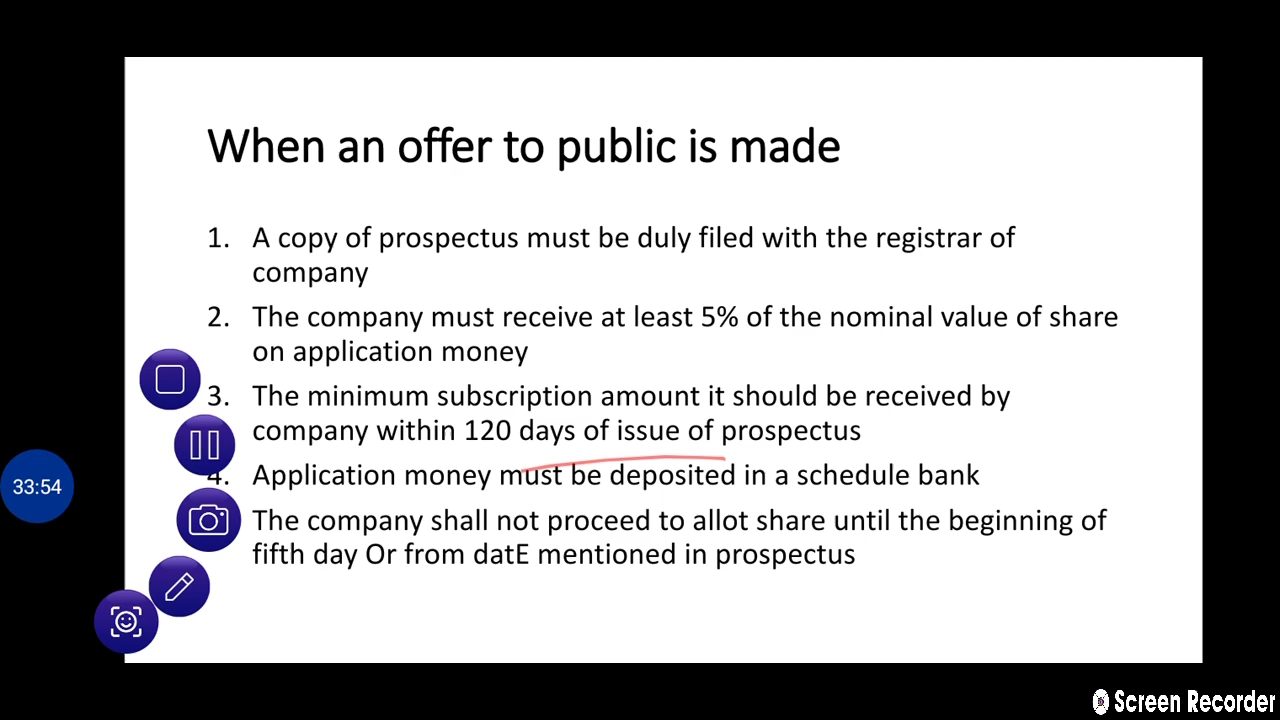 When an offer to public is made
1. A copy of prospectus must be duly filed with the registrar of
company
2. The company must receive at least 5% of the nominal value of share
on application money
3. The minimum subscription amount it should be received by
company within 120 days of issue of prospectus
4. Application money must be deposited in a schedule bank
The company shall not proceed to allot share until the beginning of
fifth day Or from datE mentioned in prospectus
33:54
Screen Recorder